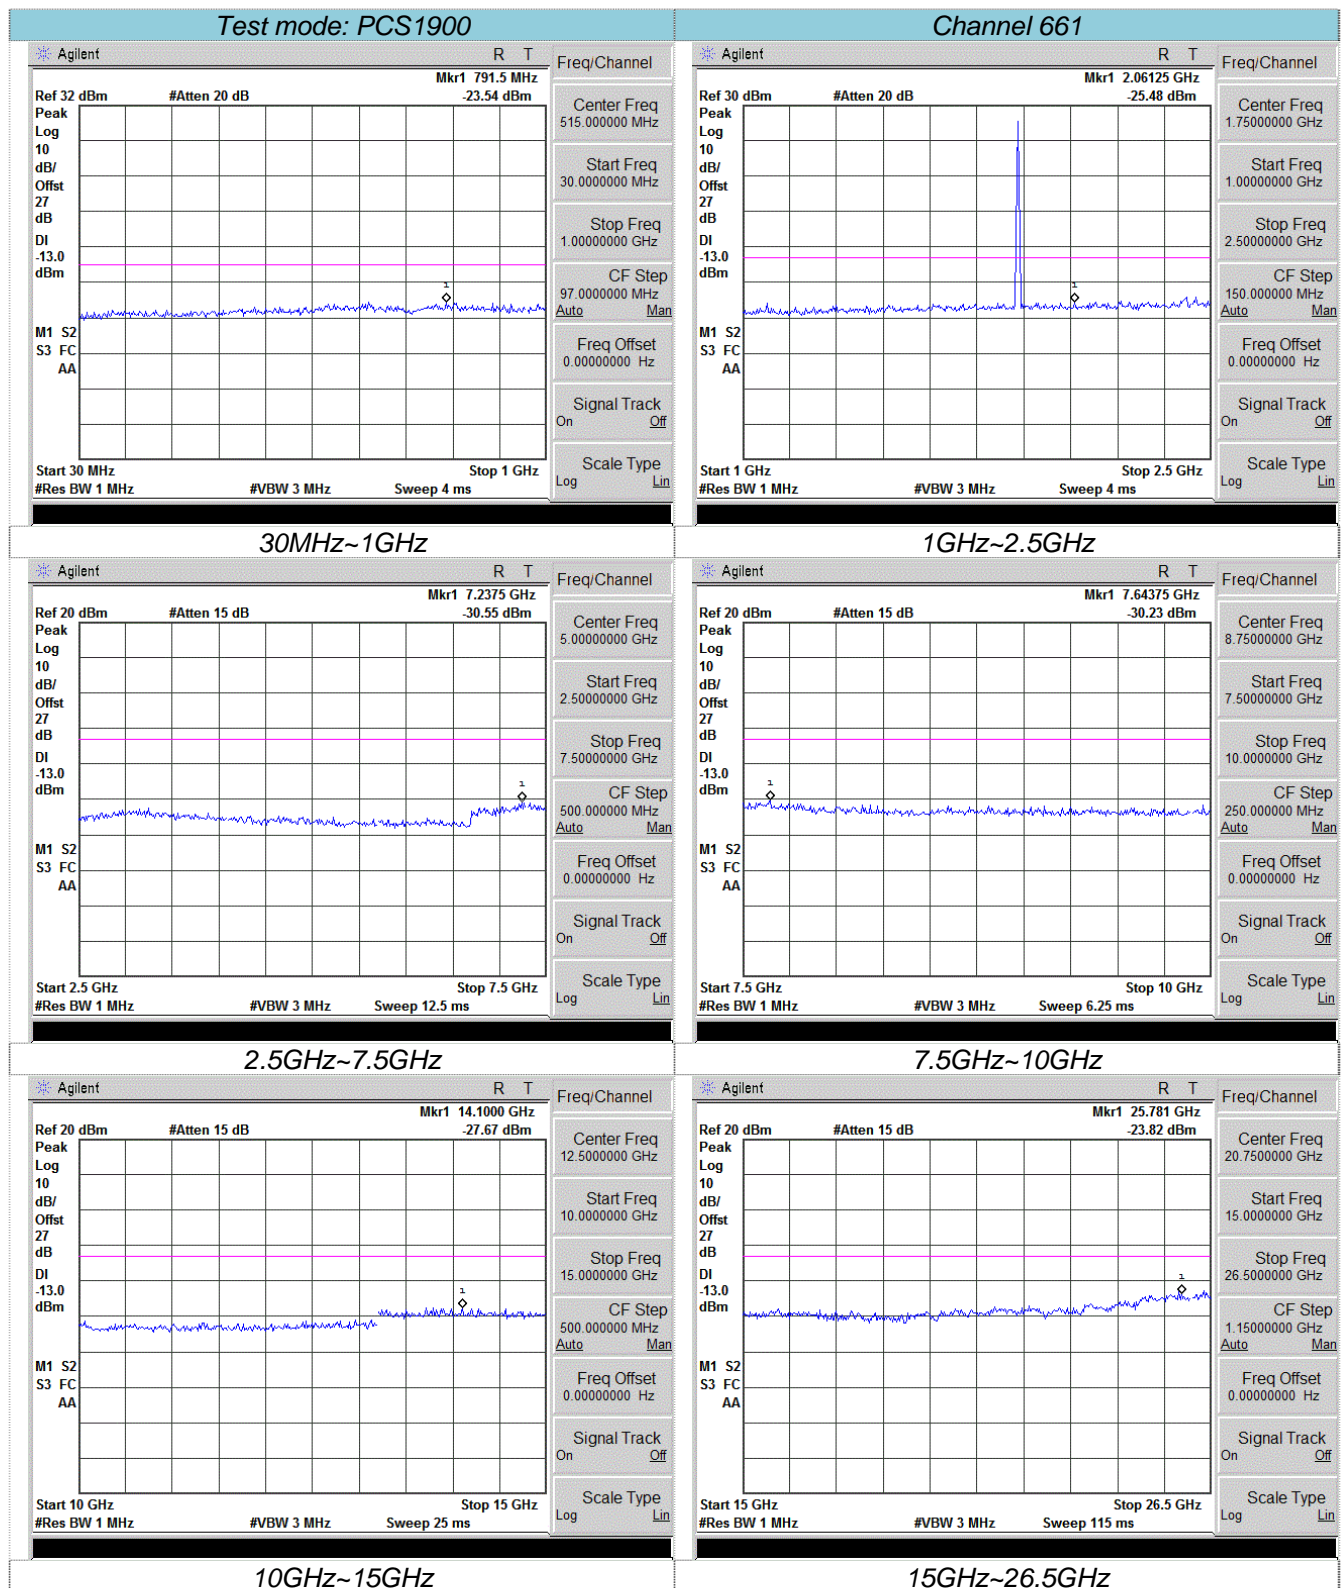 Test mode: PCS1900
Channel 661
Agilent R T
Freq/Channel
Mkr1 791.5 MHz
Ref 32 dBm #Atten 20 dB -23.54 dBm
Peak
Log
10
dB/
Offst
27
dB
DI
-13.0
dBm
1
M1 S2
S3 FC
AA
Start 30 MHz Stop 1 GHz
#Res BW 1 MHz #VBW 3 MHz Sweep 4 ms
Center Freq
515.000000 MHz
Start Freq
30.0000000 MHz
Stop Freq
1.00000000 GHz
CF Step
97.0000000 MHz
Auto Man
Freq Offset
0.00000000 Hz
Signal Track
On Off
Scale Type
Log Lin
Agilent R T
Freq/Channel
Mkr1 2.06125 GHz
Ref 30 dBm #Atten 20 dB -25.48 dBm
Peak
Log
10
dB/
Offst
27
dB
DI
-13.0
dBm
1
M1 S2
S3 FC
AA
Start 1 GHz Stop 2.5 GHz
#Res BW 1 MHz #VBW 3 MHz Sweep 4 ms
Center Freq
1.75000000 GHz
Start Freq
1.00000000 GHz
Stop Freq
2.50000000 GHz
CF Step
150.000000 MHz
Auto Man
Freq Offset
0.00000000 Hz
Signal Track
On Off
Scale Type
Log Lin
30MHz~1GHz
1GHz~2.5GHz
Agilent R T
Freq/Channel
Mkr1 7.2375 GHz
Ref 20 dBm #Atten 15 dB -30.55 dBm
Peak
Log
10
dB/
Offst
27
dB
DI
-13.0
dBm
1
M1 S2
S3 FC
AA
Start 2.5 GHz Stop 7.5 GHz
#Res BW 1 MHz #VBW 3 MHz Sweep 12.5 ms
Center Freq
5.00000000 GHz
Start Freq
2.50000000 GHz
Stop Freq
7.50000000 GHz
CF Step
500.000000 MHz
Auto Man
Freq Offset
0.00000000 Hz
Signal Track
On Off
Scale Type
Log Lin
Agilent R T
Freq/Channel
Mkr1 7.64375 GHz
Ref 20 dBm #Atten 15 dB -30.23 dBm
Peak
Log
10
dB/
Offst
27
dB
DI
-13.0
dBm
1
M1 S2
S3 FC
AA
Start 7.5 GHz Stop 10 GHz
#Res BW 1 MHz #VBW 3 MHz Sweep 6.25 ms
Center Freq
8.75000000 GHz
Start Freq
7.50000000 GHz
Stop Freq
10.0000000 GHz
CF Step
250.000000 MHz
Auto Man
Freq Offset
0.00000000 Hz
Signal Track
On Off
Scale Type
Log Lin
2.5GHz~7.5GHz
7.5GHz~10GHz
Agilent R T
Freq/Channel
Mkr1 14.1000 GHz
Ref 20 dBm #Atten 15 dB -27.67 dBm
Peak
Log
10
dB/
Offst
27
dB
DI
-13.0
dBm
1
M1 S2
S3 FC
AA
Start 10 GHz Stop 15 GHz
#Res BW 1 MHz #VBW 3 MHz Sweep 25 ms
Center Freq
12.5000000 GHz
Start Freq
10.0000000 GHz
Stop Freq
15.0000000 GHz
CF Step
500.000000 MHz
Auto Man
Freq Offset
0.00000000 Hz
Signal Track
On Off
Scale Type
Log Lin
Agilent R T
Freq/Channel
Mkr1 25.781 GHz
Ref 20 dBm #Atten 15 dB -23.82 dBm
Peak
Log
10
dB/
Offst
27
dB
DI
-13.0
dBm
1
M1 S2
S3 FC
AA
Start 15 GHz Stop 26.5 GHz
#Res BW 1 MHz #VBW 3 MHz Sweep 115 ms
Center Freq
20.7500000 GHz
Start Freq
15.0000000 GHz
Stop Freq
26.5000000 GHz
CF Step
1.15000000 GHz
Auto Man
Freq Offset
0.00000000 Hz
Signal Track
On Off
Scale Type
Log Lin
10GHz~15GHz
15GHz~26.5GHz